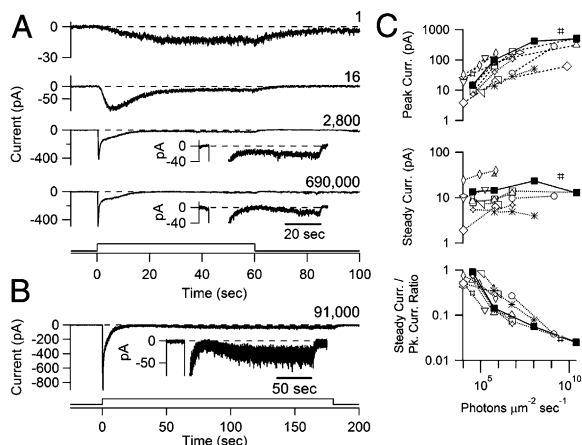 A
1
0
-30
16
0
-50
Current (pA)
2,800
0
-200
-400
pA
0
-40
690,000
0
-200
-400
pA
0
-40
20 sec
0 20 40 60 80 100
Time (sec)
B
91,000
Current (pA)
0
-200
-400
-600
-800
pA
0
-50
50 sec
0 50 100 150 200
Time (sec)
C
Peak Curr. (pA)
1000
100
10
1
#
Steady Curr. (pA)
100
10
1
#
Steady Curr. /
Pk. Curr. Ratio
1
0.1
0.01
#
10^5 10^10
Photons μm^-2 sec^-1